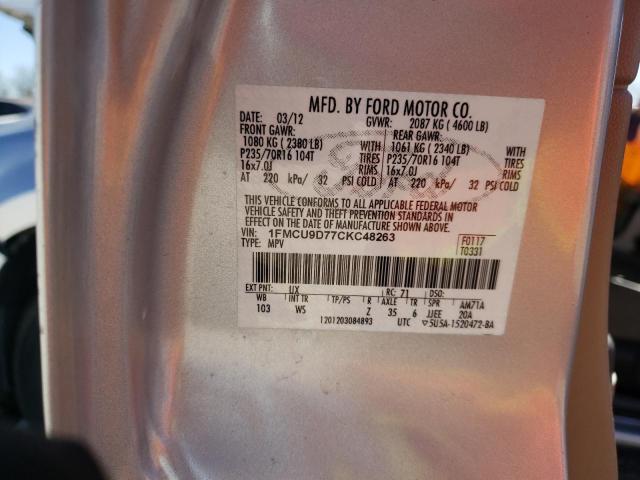 MFD. BY FORD MOTOR CO.
DATE: 03/12 GVWR: 2087 KG ( 4600 LB)
FRONT GAWR: REAR GAWR:
1080 KG ( 2380 LB) WITH 1061 KG ( 2340 LB) WITH
P235/70R16 104T TIRES P235/70R16 104T TIRES
16x7.0J RIMS 16x7.0J RIMS
AT 220 kPa/ 32 PSI COLD AT 220 kPa/ 32 PSI COLD
THIS VEHICLE CONFORMS TO ALL APPLICABLE FEDERAL MOTOR
VEHICLE SAFETY AND THEFT PREVENTION STANDARDS IN
EFFECT ON THE DATE OF MANUFACTURE SHOWN ABOVE.
VIN: 1FMCU9D77CKC48263 F0117
TYPE: MPV T0331
EXT PNT: UX RC: 71 DSO:
WB INT TR TP/PS R AXLE TR SPR AM71A
103 WS Z 35 6 JJEE 20A
1201203084893 UTC ▽5U5A-1520472-BA
Ford